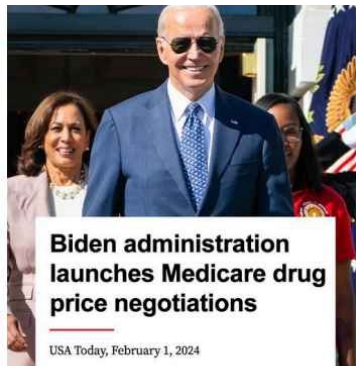 Biden administration
launches Medicare drug
price negotiations
USA Today, February 1, 2024